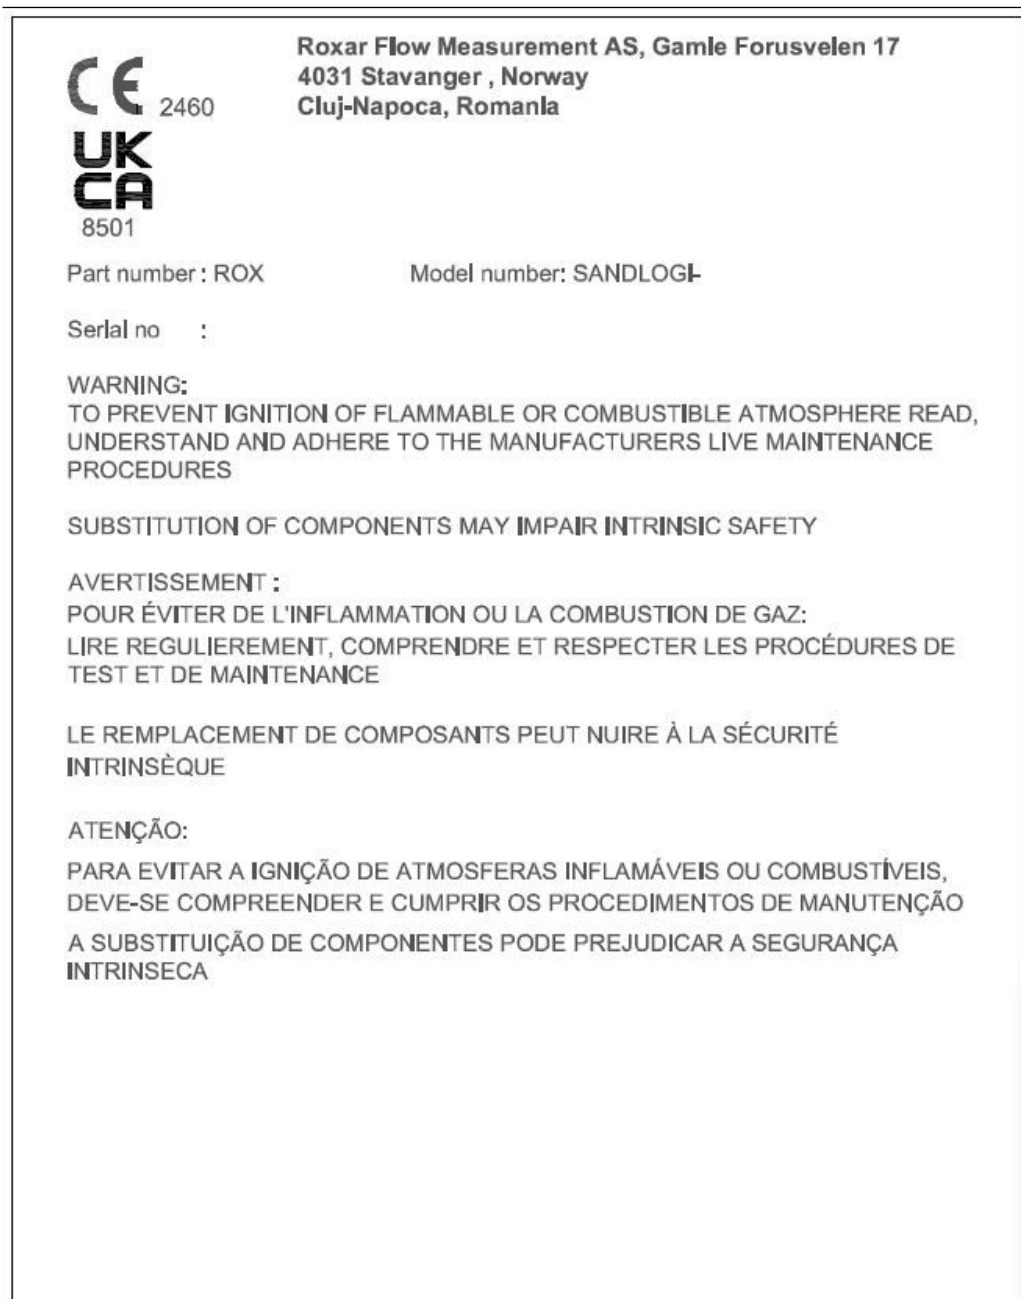 Roxar Flow Measurement AS, Gamle Forusvelen 17
4031 Stavanger , Norway
Cluj-Napoca, Romanla
CE 2460
UK
CA
8501
Part number : ROX Model number: SANDLOGI-
Serlal no :
WARNING:
TO PREVENT IGNITION OF FLAMMABLE OR COMBUSTIBLE ATMOSPHERE READ,
UNDERSTAND AND ADHERE TO THE MANUFACTURERS LIVE MAINTENANCE
PROCEDURES
SUBSTITUTION OF COMPONENTS MAY IMPAIR INTRINSIC SAFETY
AVERTISSEMENT :
POUR ÉVITER DE L'INFLAMMATION OU LA COMBUSTION DE GAZ:
LIRE REGULIEREMENT, COMPRENDRE ET RESPECTER LES PROCÉDURES DE
TEST ET DE MAINTENANCE
LE REMPLACEMENT DE COMPOSANTS PEUT NUIRE À LA SÉCURITÉ
INTRINSÈQUE
ATENÇÃO:
PARA EVITAR A IGNIÇÃO DE ATMOSFERAS INFLAMÁVEIS OU COMBUSTÍVEIS,
DEVE-SE COMPREENDER E CUMPRIR OS PROCEDIMENTOS DE MANUTENÇÃO
A SUBSTITUIÇÃO DE COMPONENTES PODE PREJUDICAR A SEGURANÇA
INTRINSECA